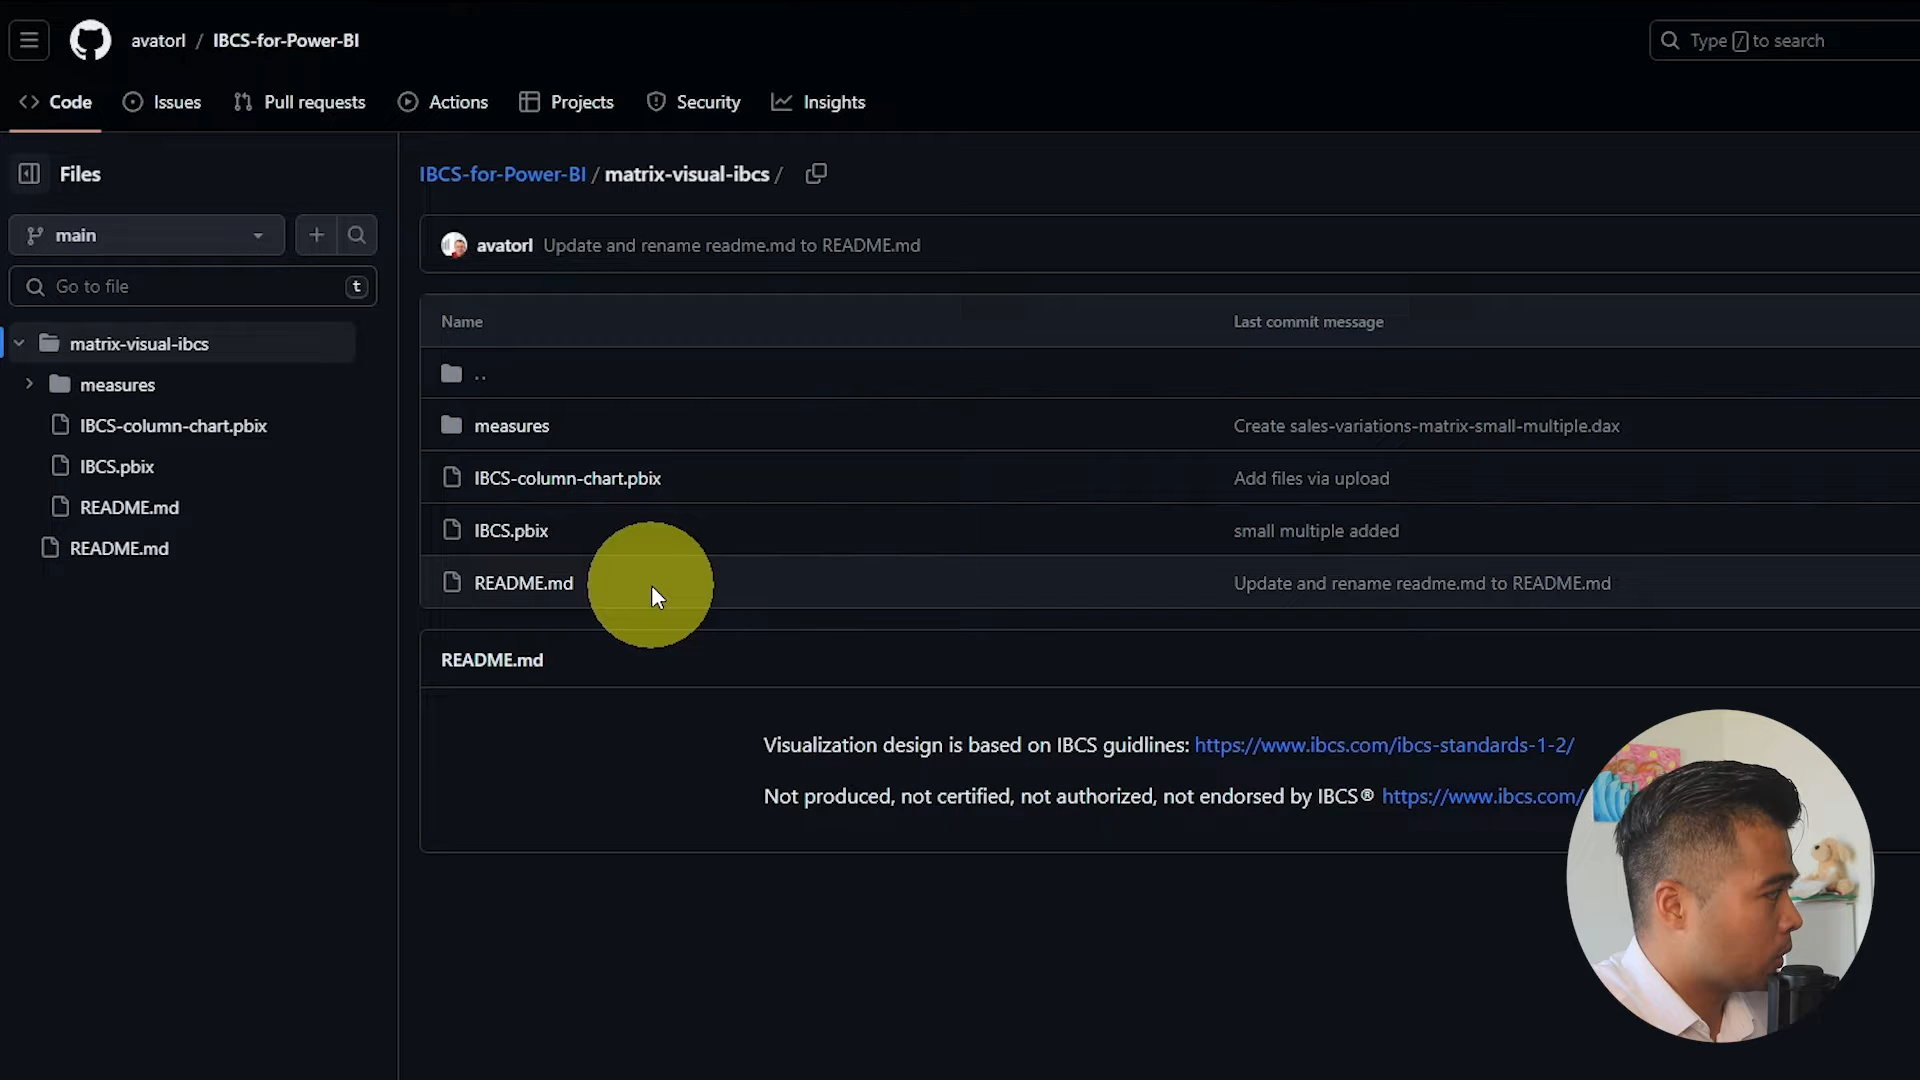 avatorl / IBCS-for-Power-BI
Type / to search
Code
Issues
Pull requests
Actions
Projects
Security
Insights
Files
main
Go to file
t
matrix-visual-ibcs
measures
IBCS-column-chart.pbix
IBCS.pbix
README.md
README.md
IBCS-for-Power-BI / matrix-visual-ibcs /
avatorl Update and rename readme.md to README.md
Name Last commit message
..
measures Create sales-variations-matrix-small-multiple.dax
IBCS-column-chart.pbix Add files via upload
IBCS.pbix small multiple added
README.md Update and rename readme.md to README.md
README.md
Visualization design is based on IBCS guidlines: https://www.ibcs.com/ibcs-standards-1-2/
Not produced, not certified, not authorized, not endorsed by IBCS® https://www.ibcs.com/